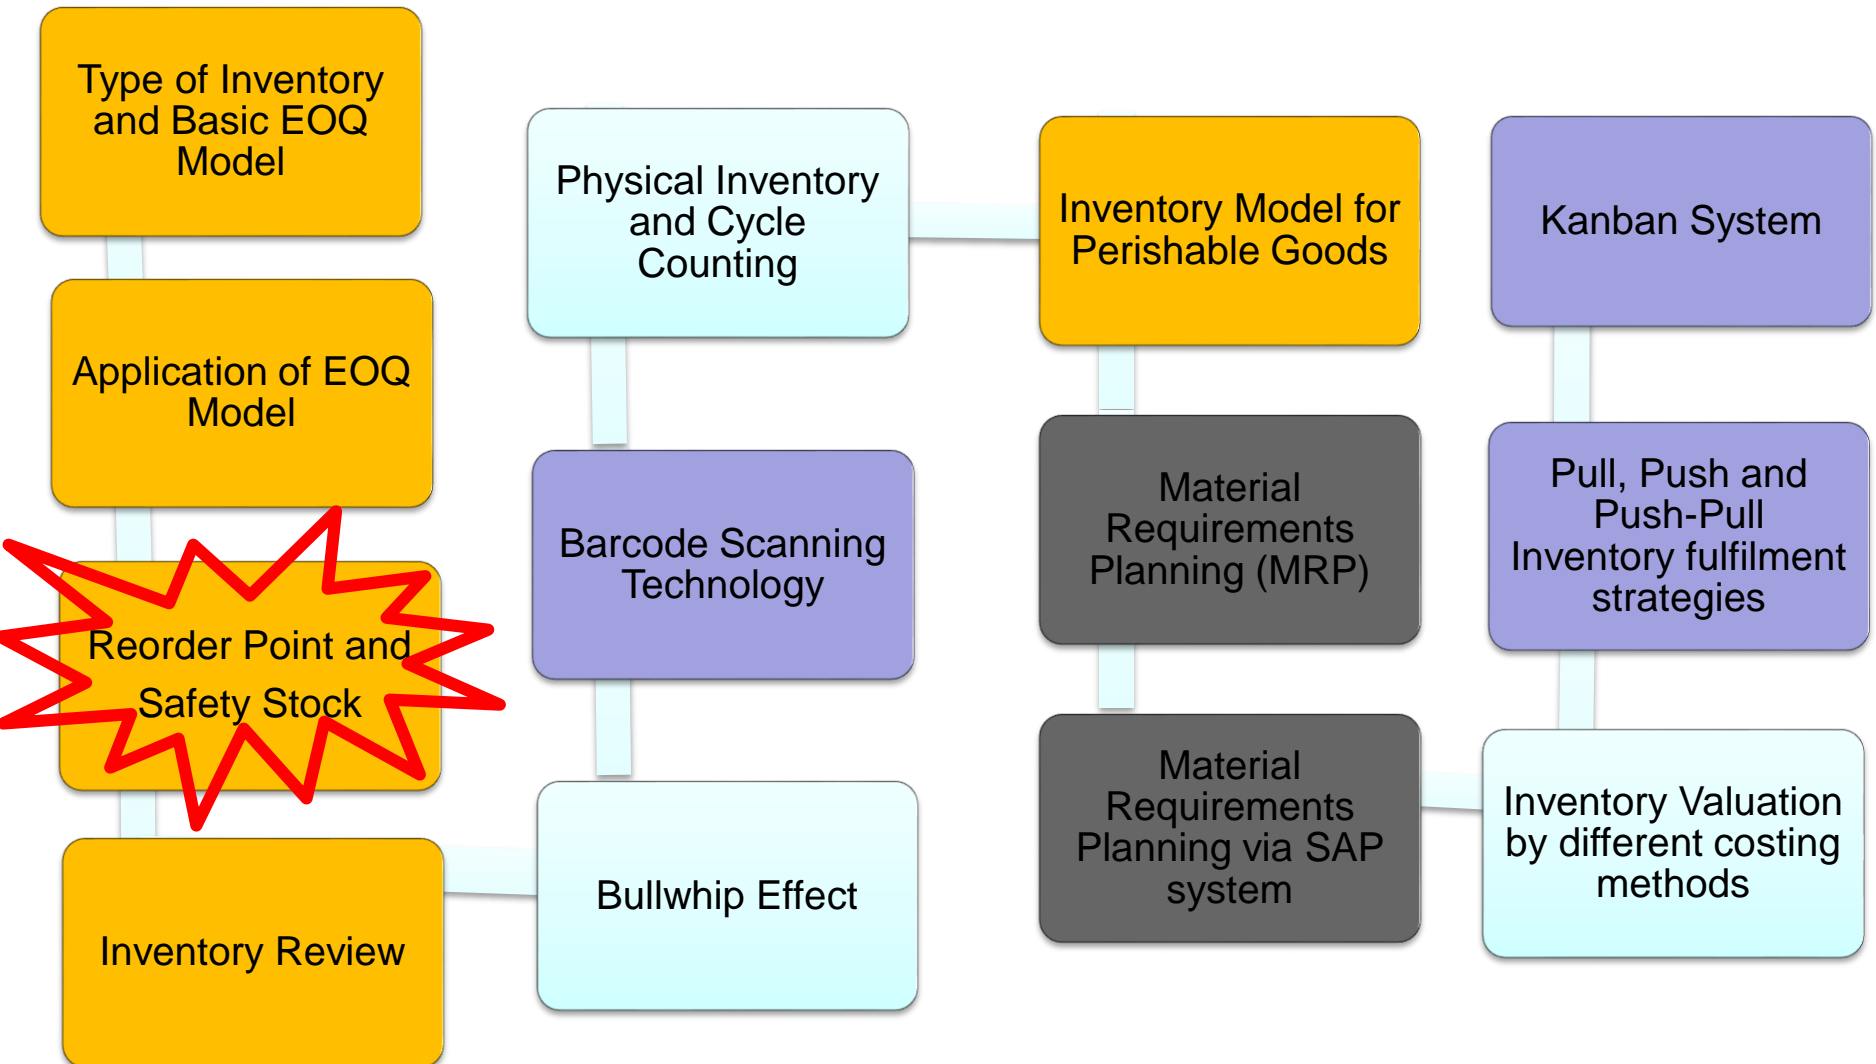 Type of Inventory
and Basic EOQ
Model
Application of EOQ
Model
Reorder Point and
Safety Stock
Inventory Review
Bullwhip Effect
Barcode Scanning
Technology
Physical Inventory
and Cycle
Counting
Inventory Model for
Perishable Goods
Material
Requirements
Planning (MRP)
Material
Requirements
Planning via SAP
system
Inventory Valuation
by different costing
methods
Pull, Push and
Push-Pull
Inventory fulfilment
strategies
Kanban System